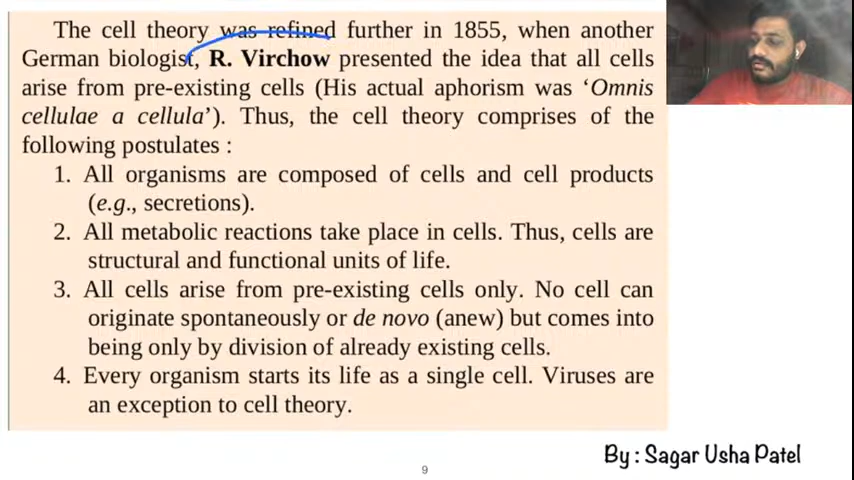 The cell theory was refined further in 1855, when another
German biologist, R. Virchow presented the idea that all cells
arise from pre-existing cells (His actual aphorism was ‘Omnis
cellulae a cellula’). Thus, the cell theory comprises of the
following postulates :
1. All organisms are composed of cells and cell products
(e.g., secretions).
2. All metabolic reactions take place in cells. Thus, cells are
structural and functional units of life.
3. All cells arise from pre-existing cells only. No cell can
originate spontaneously or de novo (anew) but comes into
being only by division of already existing cells.
4. Every organism starts its life as a single cell. Viruses are
an exception to cell theory.
By : Sagar Usha Patel
9